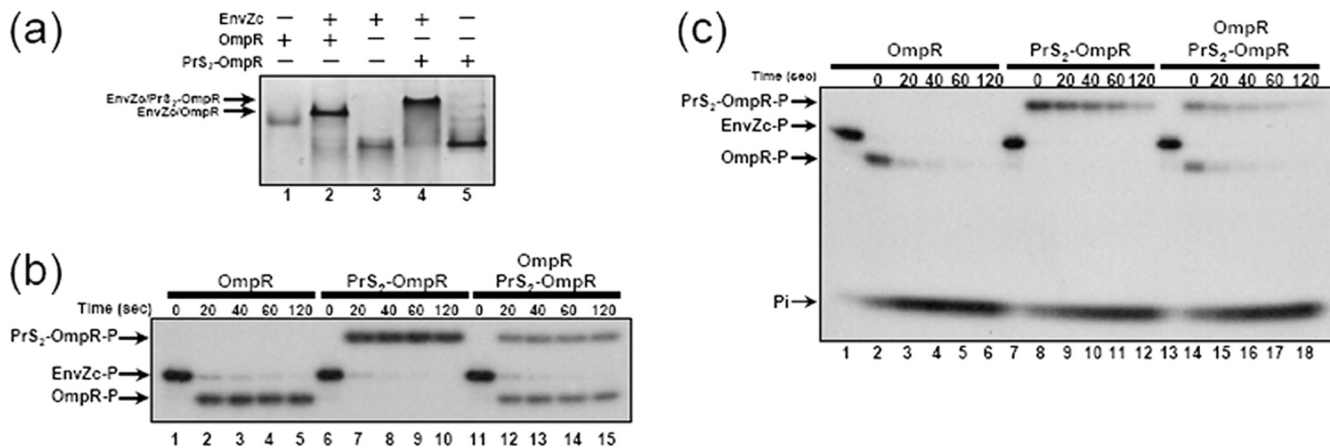 (a)
EnvZc — + + + —
OmpR + + — — —
PrS2-OmpR — — — + +
EnvZc/PrS2-OmpR
EnvZc/OmpR
1 2 3 4 5
(b)
OmpR PrS2-OmpR OmpR
PrS2-OmpR
Time (sec) 0 20 40 60 120 0 20 40 60 120 0 20 40 60 120
PrS2-OmpR-P
EnvZc-P
OmpR-P
1 2 3 4 5 6 7 8 9 10 11 12 13 14 15
(c)
OmpR PrS2-OmpR OmpR
PrS2-OmpR
Time (sec) 0 20 40 60 120 0 20 40 60 120 0 20 40 60 120
PrS2-OmpR-P
EnvZc-P
OmpR-P
Pi
1 2 3 4 5 6 7 8 9 10 11 12 13 14 15 16 17 18